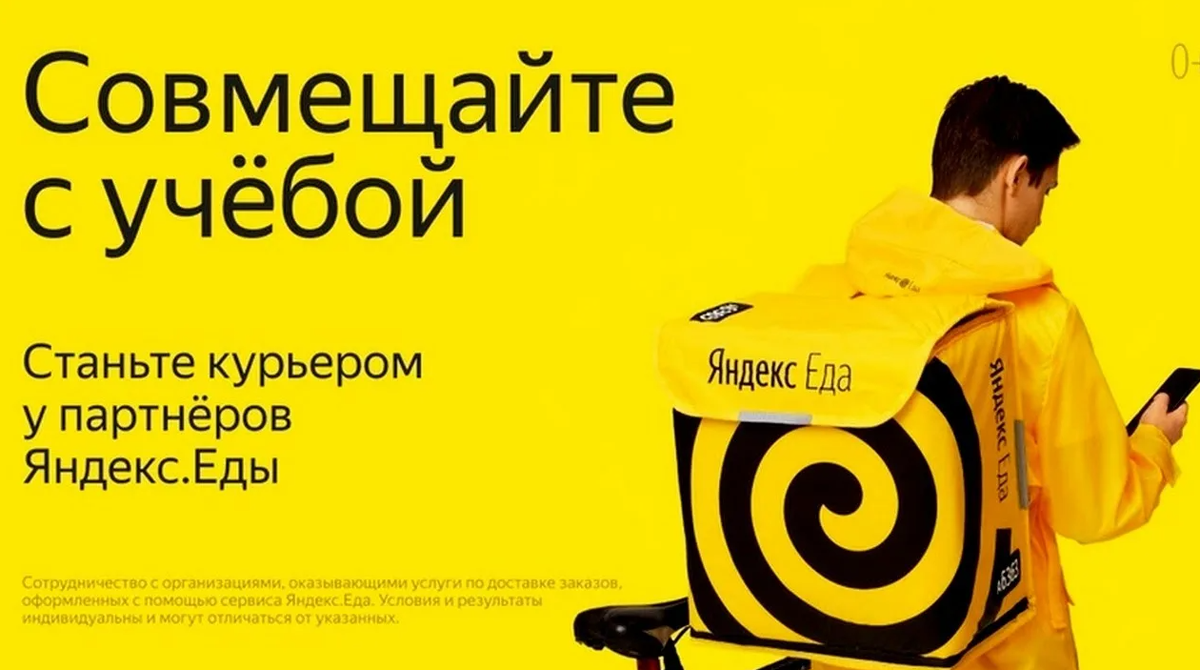 Совмещайте
с учёбой
Станьте курьером
у партнёров
Яндекс.Еды
Сотрудничество с организациями, оказывающими услуги по доставке заказов,
оформленных с помощью сервиса Яндекс.Еда. Условия и результаты
индивидуальны и могут отличаться от указанных.
Яндекс Еда
Яндекс Еда